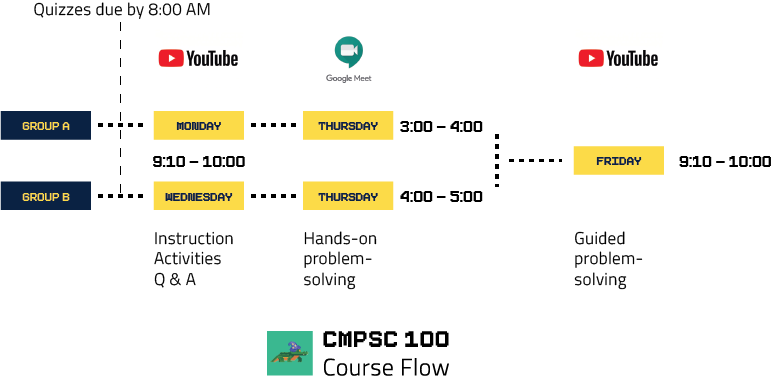 Quizzes due by 8:00 AM
YouTube
Google Meet
YouTube
GROUP A
MONDAY
THURSDAY
3:00 – 4:00
9:10 – 10:00
FRIDAY
9:10 – 10:00
GROUP B
WEDNESDAY
THURSDAY
4:00 – 5:00
Instruction
Activities
Q & A
Hands-on
problem-
solving
Guided
problem-
solving
CMPSC 100
Course Flow